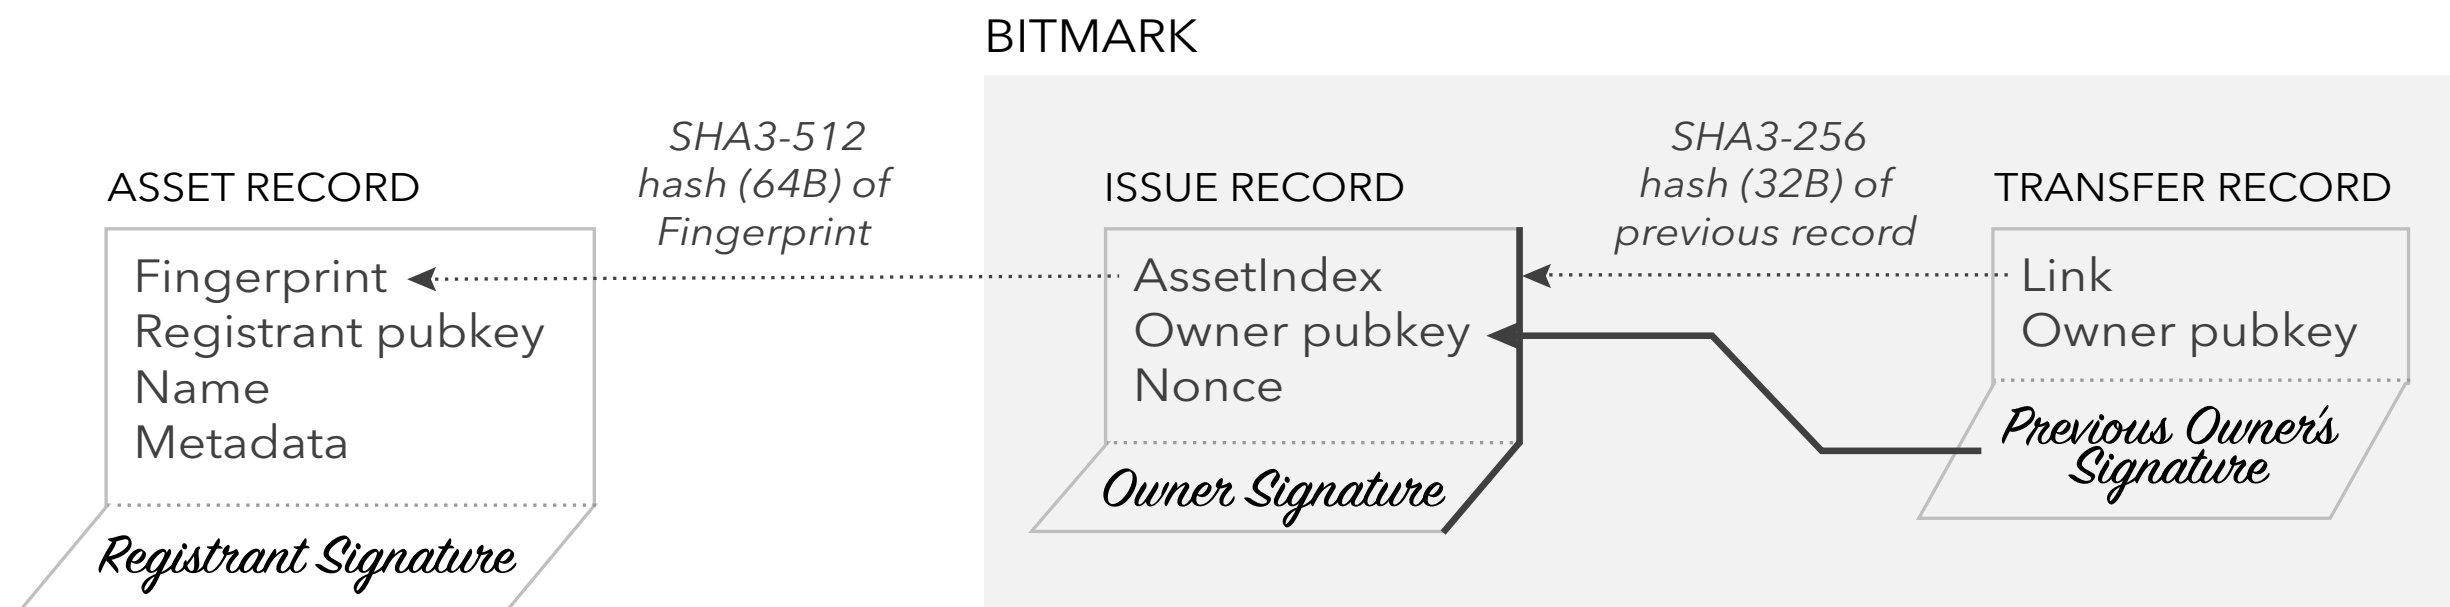 BITMARK
ASSET RECORD
Fingerprint
Registrant pubkey
Name
Metadata
Registrant Signature
SHA3-512
hash (64B) of
Fingerprint
ISSUE RECORD
AssetIndex
Owner pubkey
Nonce
Owner Signature
SHA3-256
hash (32B) of
previous record
TRANSFER RECORD
Link
Owner pubkey
Previous Owner's
Signature